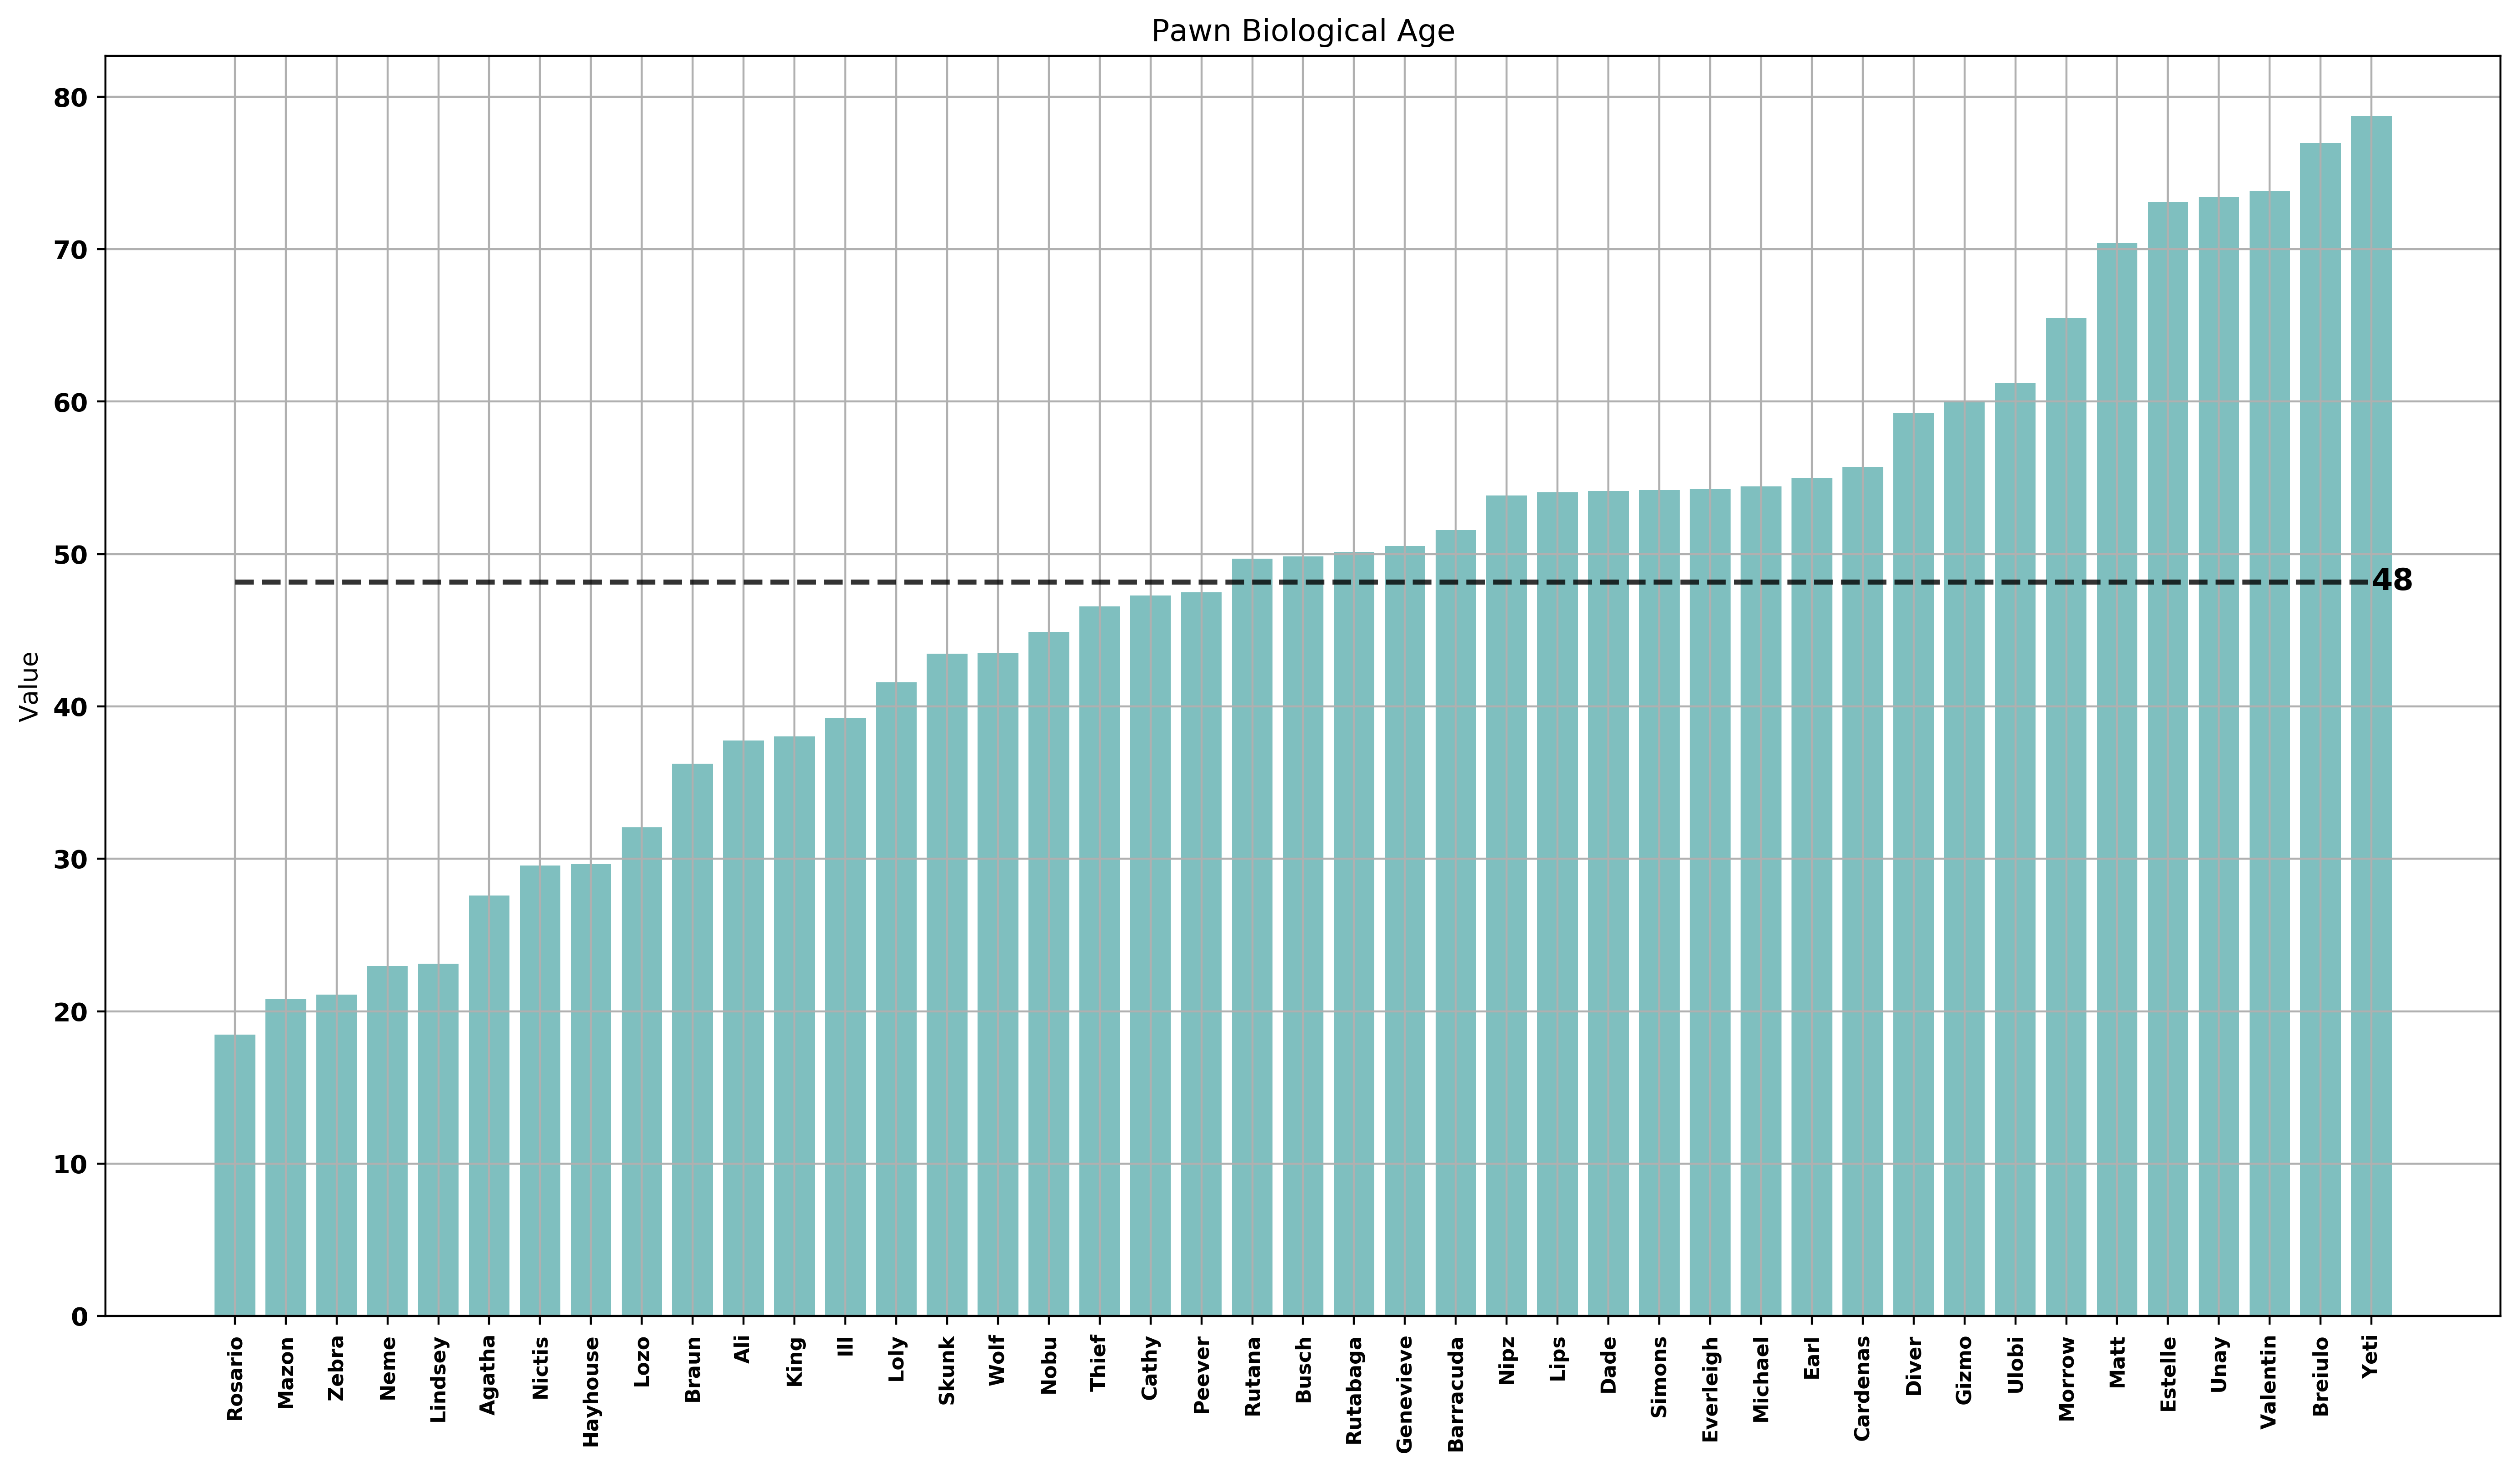 Pawn Biological Age
Value
80
70
60
50
40
30
20
10
0
48
Rosario
Mazon
Zebra
Neme
Lindsey
Agatha
Nictis
Hayhouse
Lozo
Braun
Ali
King
Loly
Skunk
Wolf
Nobu
Thief
Cathy
Peever
Rutana
Busch
Rutabaga
Genevieve
Barracuda
Nipz
Lips
Dade
Simons
Everleigh
Michael
Earl
Cardenas
Diver
Gizmo
Ulobi
Morrow
Matt
Estelle
Unay
Valentin
Breiulo
Yeti